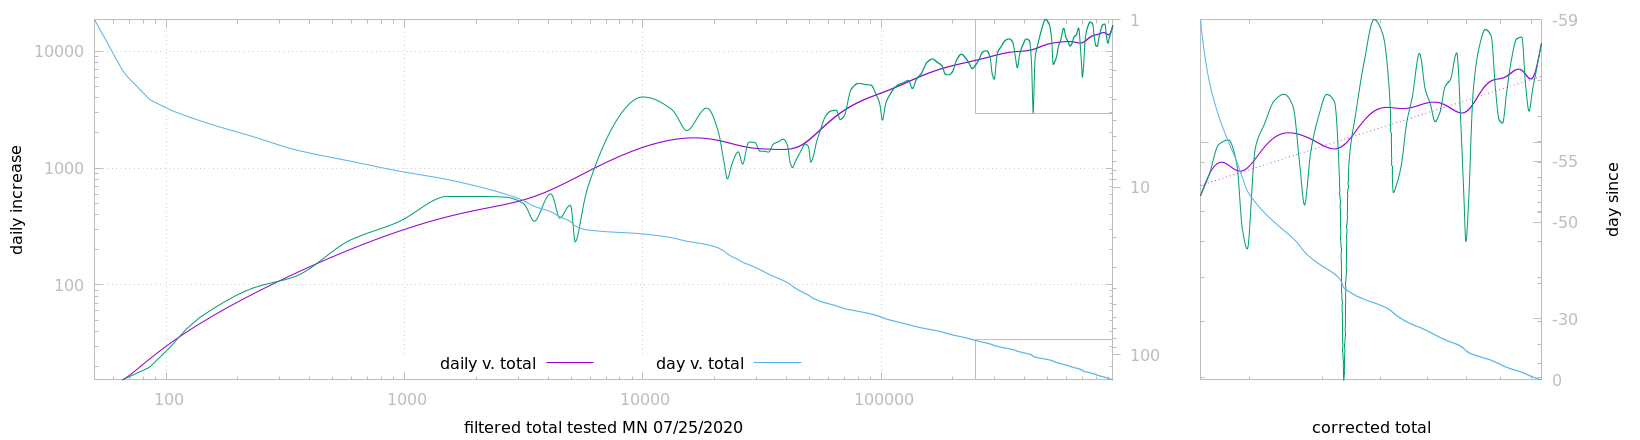 10000
1000
100
daily increase
daily v. total
day v. total
100
1000
10000
100000
filtered total tested MN 07/25/2020
1
10
100
-59
-55
-50
-30
0
day since
corrected total